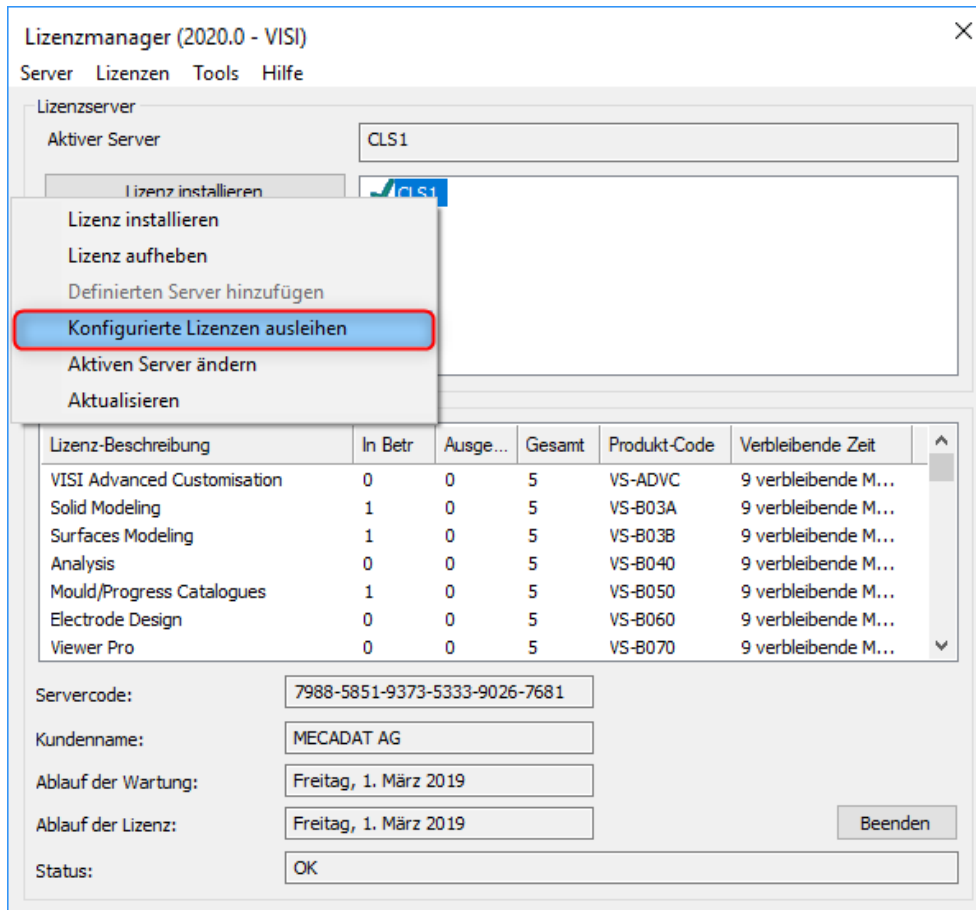 Lizenzmanager (2020.0 - VISI)
Server Lizenzen Tools Hilfe
Lizenzserver
Aktiver Server CLS1
Lizenz installieren CLS1
Lizenz installieren
Lizenz aufheben
Definierten Server hinzufügen
Konfigurierte Lizenzen ausleihen
Aktiven Server ändern
Aktualisieren
Lizenz-Beschreibung In Betr Ausge... Gesamt Produkt-Code Verbleibende Zeit
VISI Advanced Customisation 0 0 5 VS-ADVC 9 verbleibende M...
Solid Modeling 1 0 5 VS-B03A 9 verbleibende M...
Surfaces Modeling 1 0 5 VS-B03B 9 verbleibende M...
Analysis 0 0 5 VS-B040 9 verbleibende M...
Mould/Progress Catalogues 1 0 5 VS-B050 9 verbleibende M...
Electrode Design 0 0 5 VS-B060 9 verbleibende M...
Viewer Pro 0 0 5 VS-B070 9 verbleibende M...
Servercode: 7988-5851-9373-5333-9026-7681
Kundenname: MECADAT AG
Ablauf der Wartung: Freitag, 1. März 2019
Ablauf der Lizenz: Freitag, 1. März 2019 Beenden
Status: OK